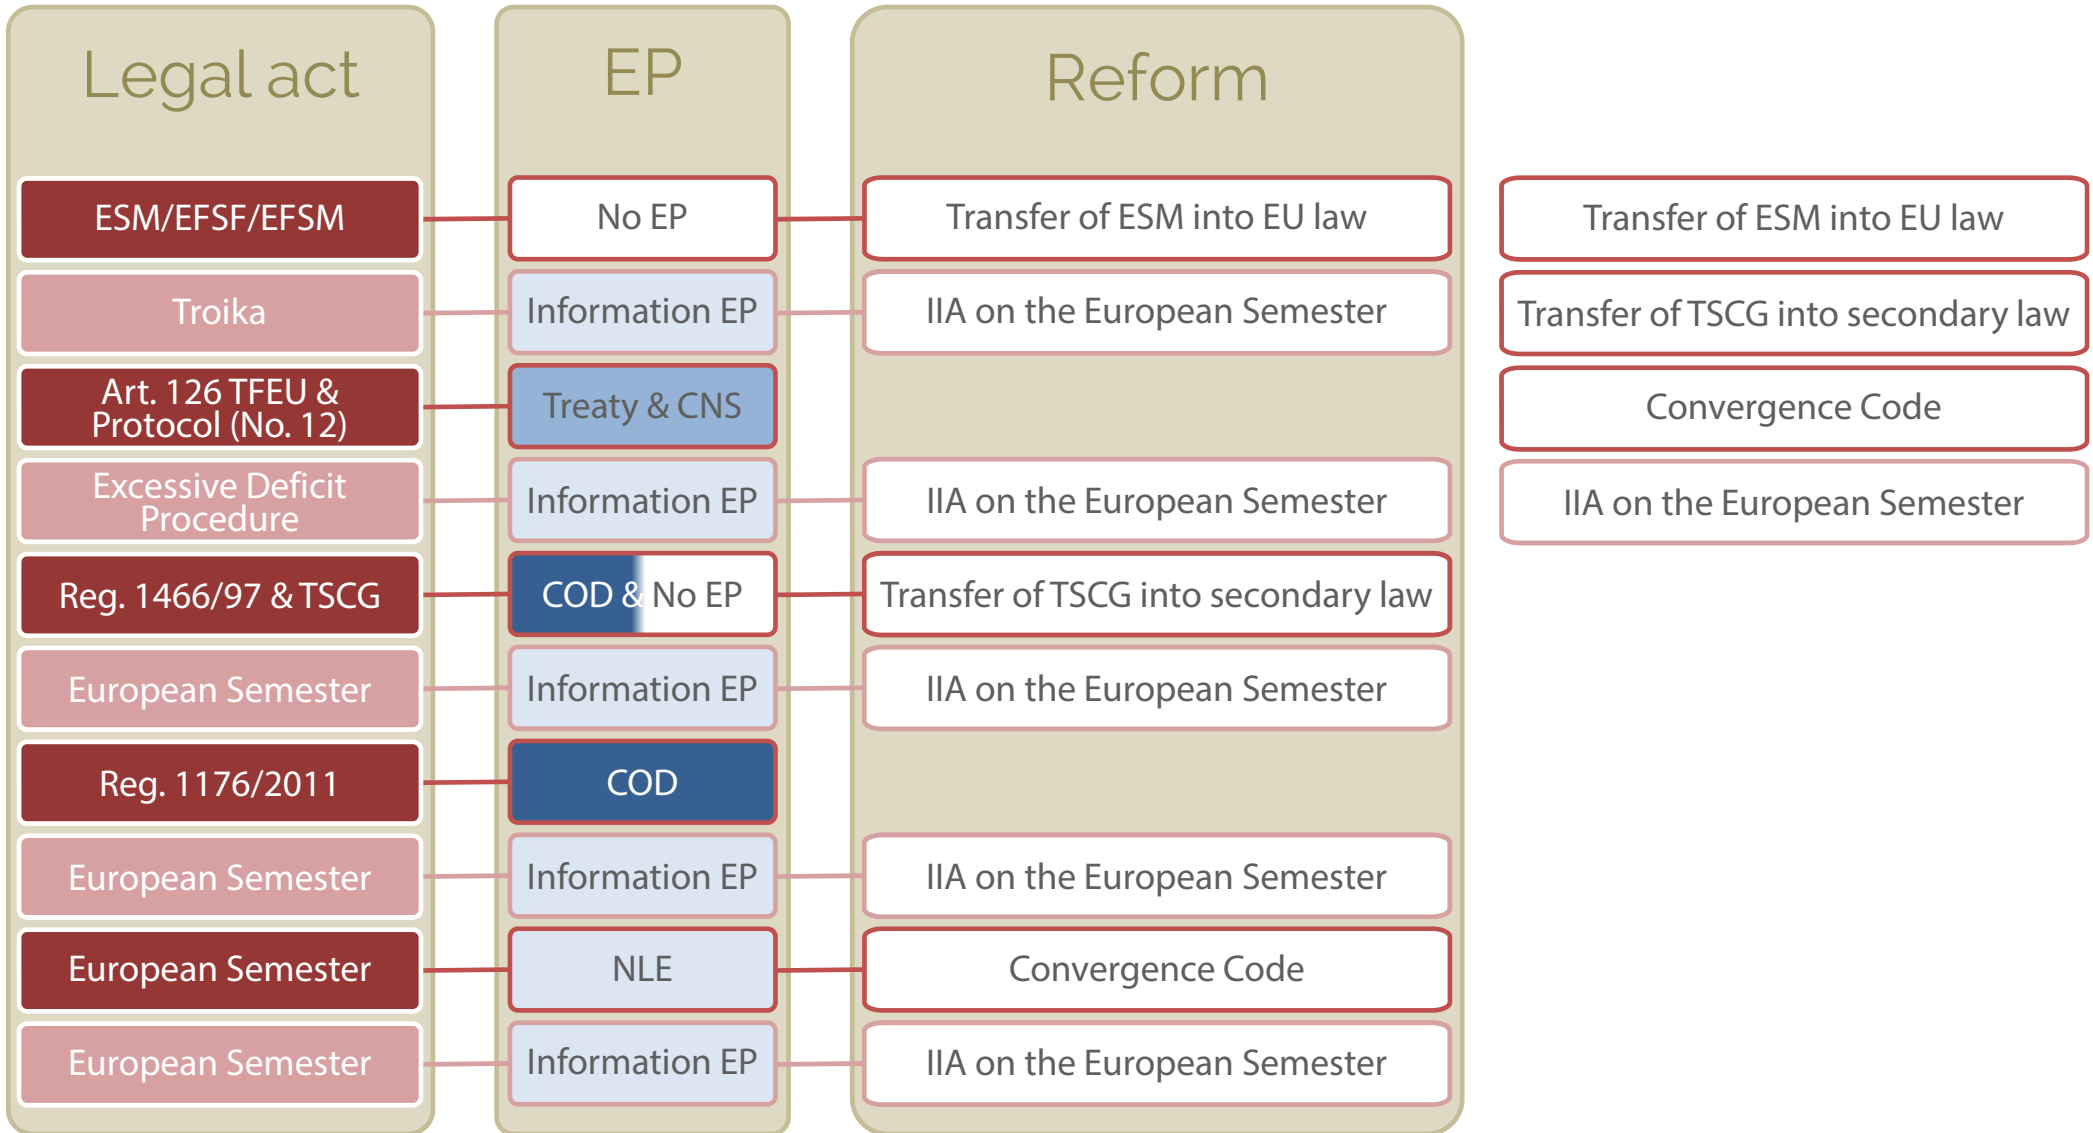 Legal act
EP
Reform
ESM/EFSF/EFSM
No EP
Transfer of ESM into EU law
Transfer of ESM into EU law
Troika
Information EP
IIA on the European Semester
Transfer of TSCG into secondary law
Art. 126 TFEU &
Protocol (No. 12)
Treaty & CNS
Convergence Code
Excessive Deficit
Procedure
Information EP
IIA on the European Semester
IIA on the European Semester
Reg. 1466/97 & TSCG
COD & No EP
Transfer of TSCG into secondary law
European Semester
Information EP
IIA on the European Semester
Reg. 1176/2011
COD
European Semester
Information EP
IIA on the European Semester
European Semester
NLE
Convergence Code
European Semester
Information EP
IIA on the European Semester